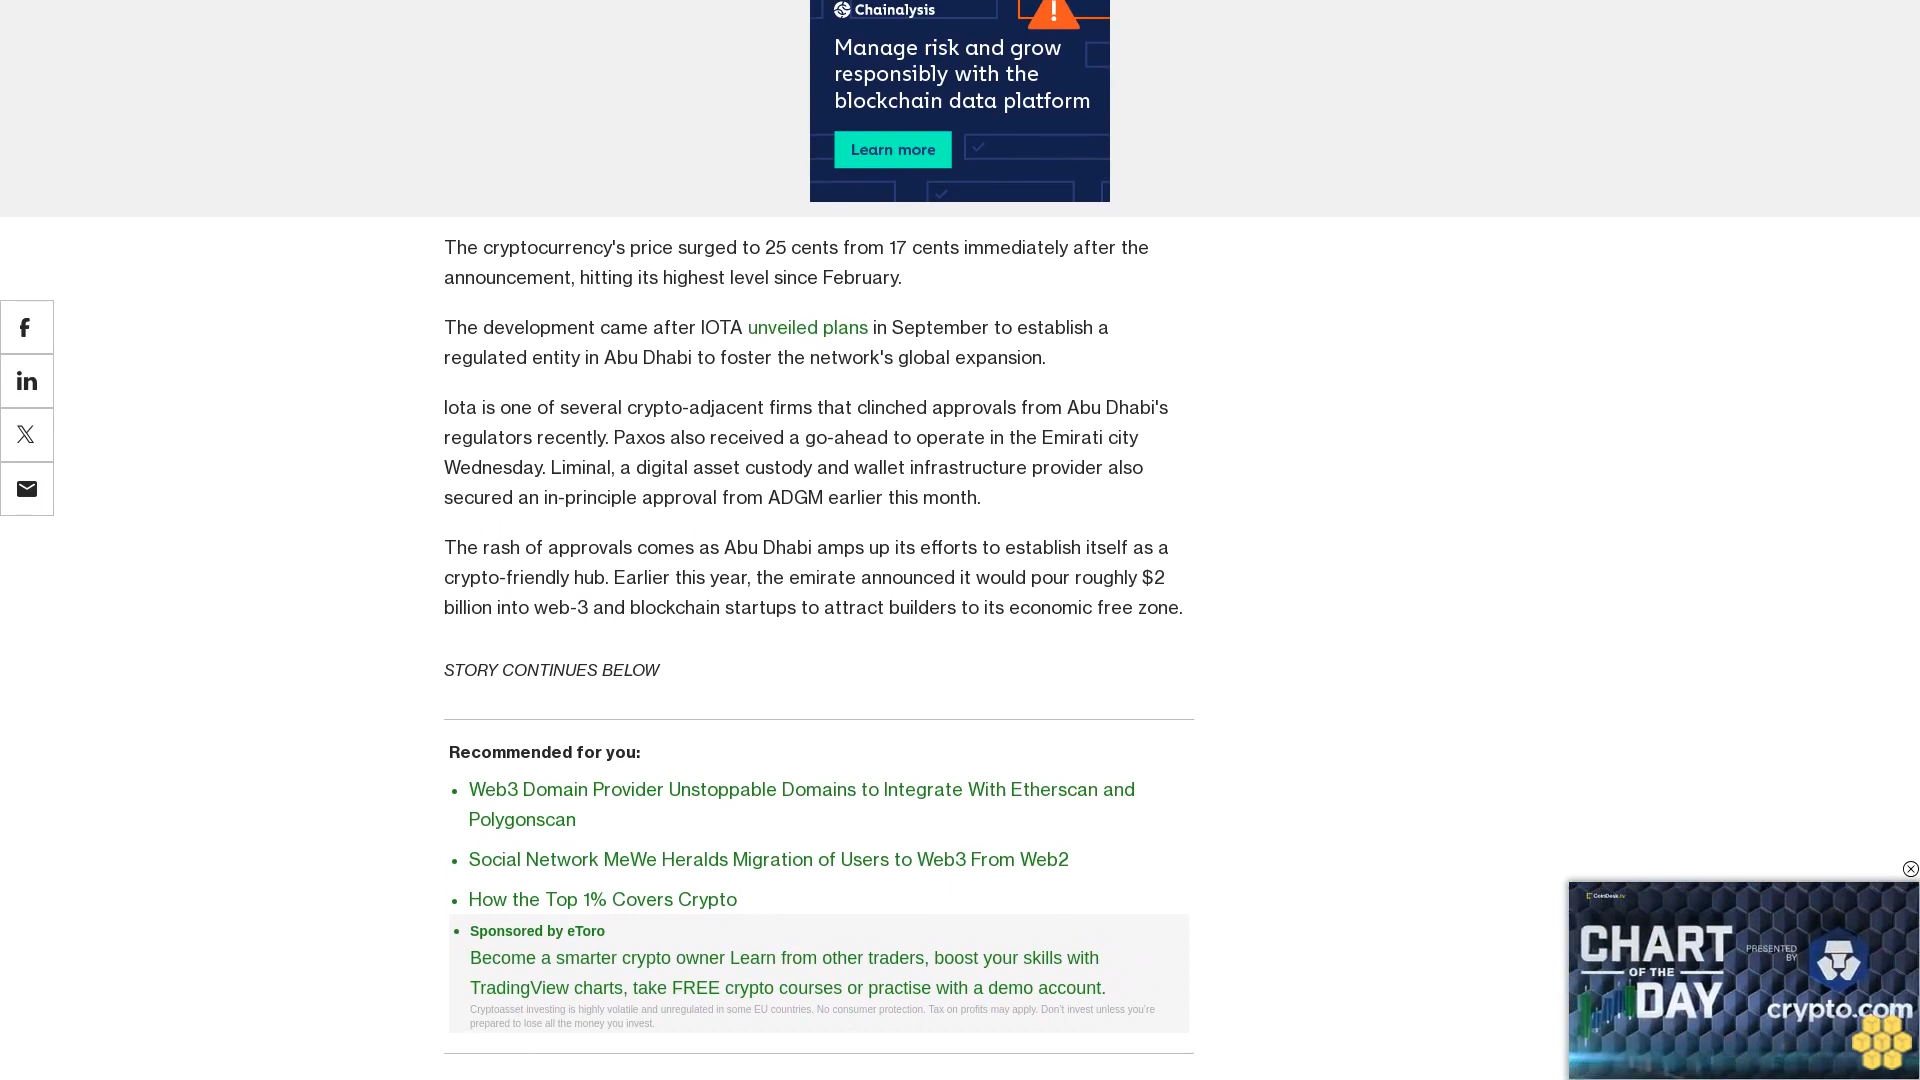 Chainalysis
Manage risk and grow
responsibly with the
blockchain data platform
Learn more
The cryptocurrency's price surged to 25 cents from 17 cents immediately after the
announcement, hitting its highest level since February.
The development came after IOTA unveiled plans in September to establish a
regulated entity in Abu Dhabi to foster the network's global expansion.
Iota is one of several crypto-adjacent firms that clinched approvals from Abu Dhabi's
regulators recently. Paxos also received a go-ahead to operate in the Emirati city
Wednesday. Liminal, a digital asset custody and wallet infrastructure provider also
secured an in-principle approval from ADGM earlier this month.
The rash of approvals comes as Abu Dhabi amps up its efforts to establish itself as a
crypto-friendly hub. Earlier this year, the emirate announced it would pour roughly $2
billion into web-3 and blockchain startups to attract builders to its economic free zone.
STORY CONTINUES BELOW
Recommended for you:
Web3 Domain Provider Unstoppable Domains to Integrate With Etherscan and
Polygonscan
Social Network MeWe Heralds Migration of Users to Web3 From Web2
How the Top 1% Covers Crypto
Sponsored by eToro
Become a smarter crypto owner Learn from other traders, boost your skills with
TradingView charts, take FREE crypto courses or practise with a demo account.
Cryptoasset investing is highly volatile and unregulated in some EU countries. No consumer protection. Tax on profits may apply. Don't invest unless you're
prepared to lose all the money you invest.
CoinDesk tv
CHART
OF THE
DAY
PRESENTED
BY
crypto.com